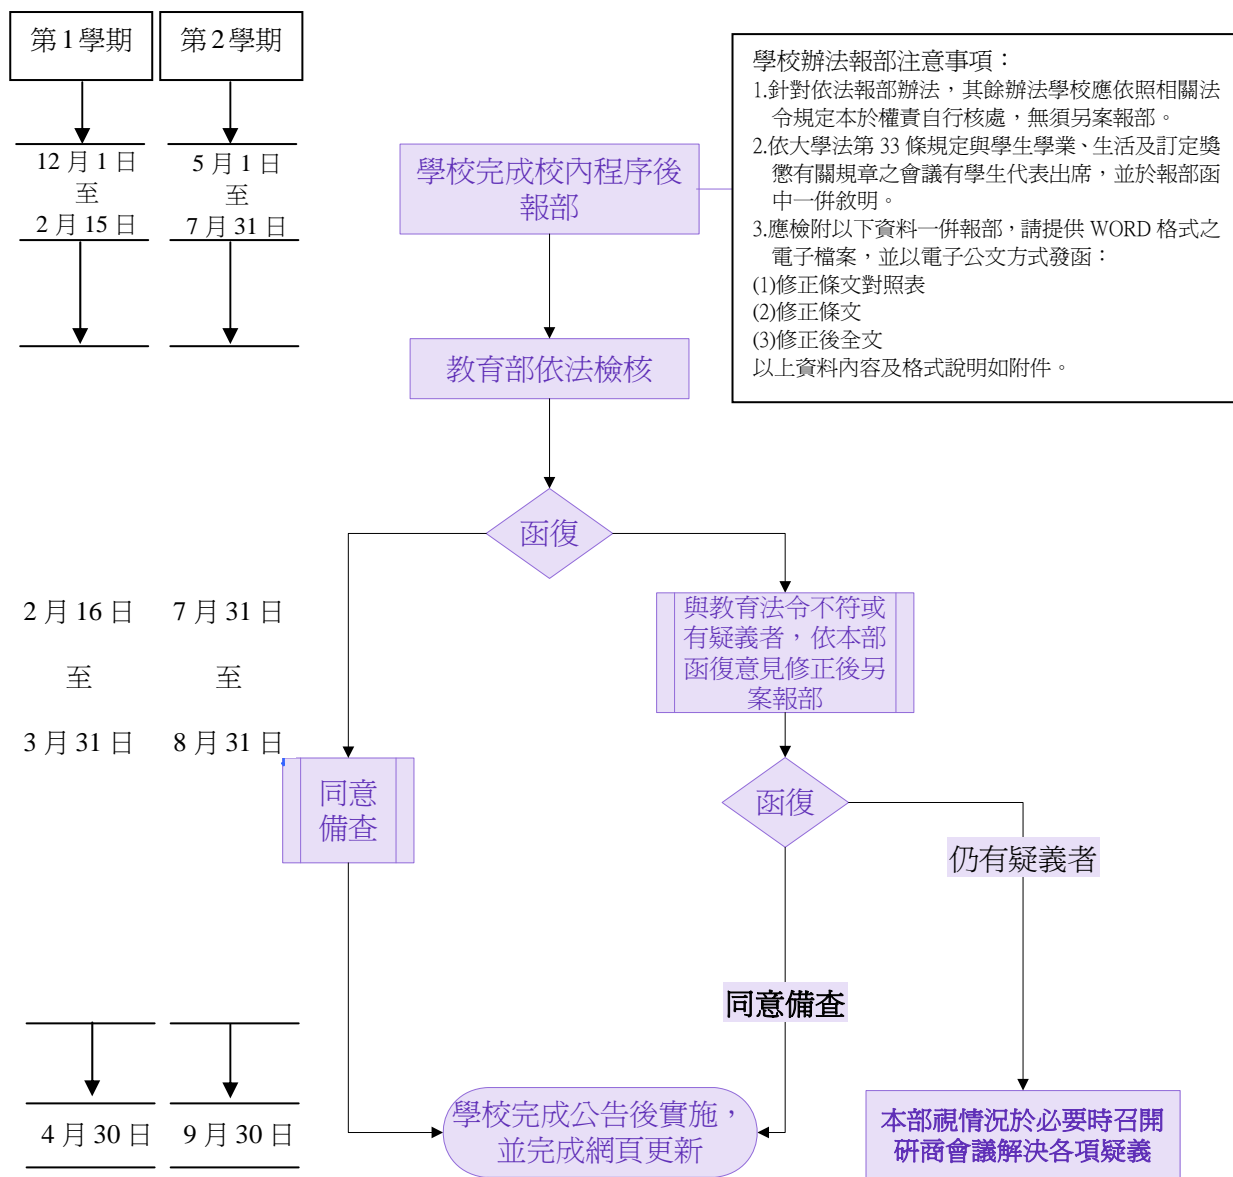 第1學期
第2學期
12月1日
至
2月15日
5月1日
至
7月31日
學校完成校內程序後
報部
學校辦法報部注意事項：
1.針對依法報部辦法，其餘辦法學校應依照相關法
令規定本於權責自行核處，無須另案報部。
2.依大學法第 33 條規定與學生學業、生活及訂定獎
懲有關規章之會議有學生代表出席，並於報部函
中一併敘明。
3.應檢附以下資料一併報部，請提供 WORD 格式之
電子檔案，並以電子公文方式發函：
(1)修正條文對照表
(2)修正條文
(3)修正後全文
以上資料內容及格式說明如附件。
教育部依法檢核
函復
2月16日
至
3月31日
7月31日
至
8月31日
與教育法令不符或
有疑義者，依本部
函復意見修正後另
案報部
同意
備查
函復
仍有疑義者
同意備查
4月30日
9月30日
學校完成公告後實施，
並完成網頁更新
本部視情況於必要時召開
研商會議解決各項疑義